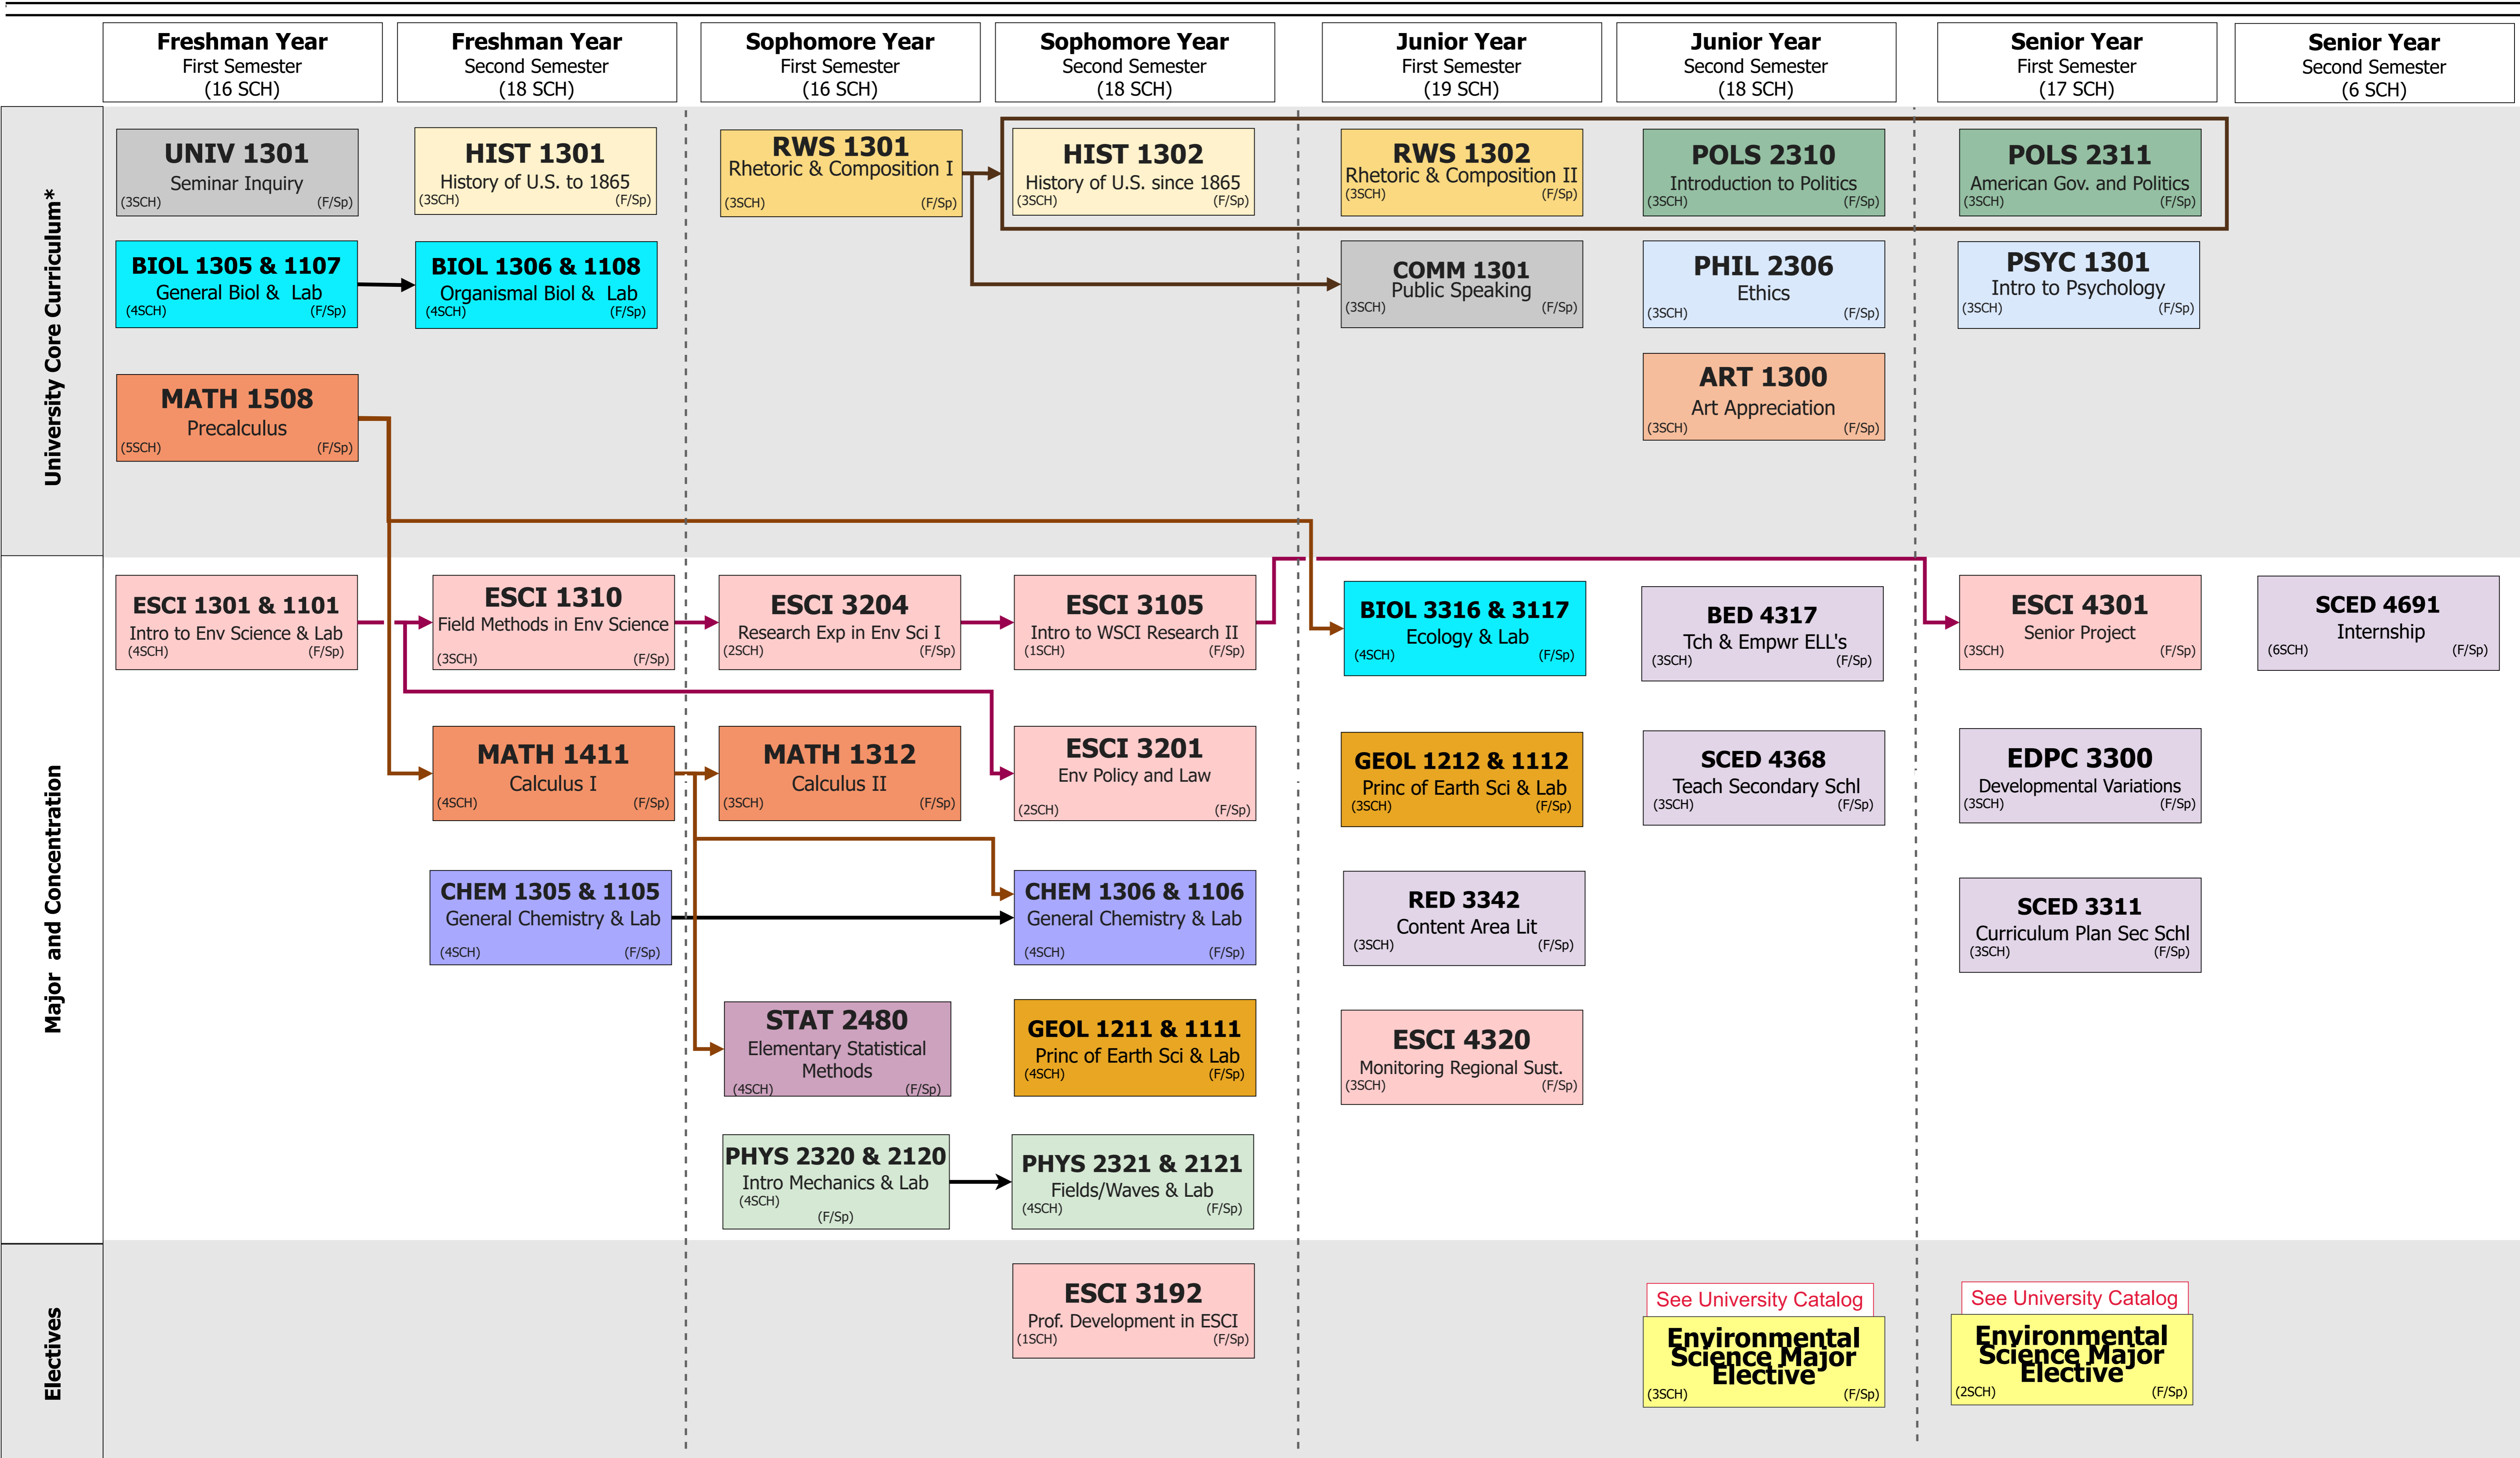 Freshman Year
First Semester
(16 SCH)
Freshman Year
Second Semester
(18 SCH)
Sophomore Year
First Semester
(16 SCH)
Sophomore Year
Second Semester
(18 SCH)
Junior Year
First Semester
(19 SCH)
Junior Year
Second Semester
(18 SCH)
Senior Year
First Semester
(17 SCH)
Senior Year
Second Semester
(6 SCH)
University Core Curriculum*
UNIV 1301
Seminar Inquiry
(3SCH) (F/Sp)
HIST 1301
History of U.S. to 1865
(3SCH) (F/Sp)
RWS 1301
Rhetoric & Composition I
(3SCH) (F/Sp)
HIST 1302
History of U.S. since 1865
(3SCH) (F/Sp)
RWS 1302
Rhetoric & Composition II
(3SCH) (F/Sp)
POLS 2310
Introduction to Politics
(3SCH) (F/Sp)
POLS 2311
American Gov. and Politics
(3SCH) (F/Sp)
BIOL 1305 & 1107
General Biol & Lab
(4SCH) (F/Sp)
BIOL 1306 & 1108
Organismal Biol & Lab
(4SCH) (F/Sp)
COMM 1301
Public Speaking
(3SCH) (F/Sp)
PHIL 2306
Ethics
(3SCH) (F/Sp)
PSYC 1301
Intro to Psychology
(3SCH) (F/Sp)
MATH 1508
Precalculus
(5SCH) (F/Sp)
ART 1300
Art Appreciation
(3SCH) (F/Sp)
Major and Concentration
ESCI 1301 & 1101
Intro to Env Science & Lab
(4SCH) (F/Sp)
ESCI 1310
Field Methods in Env Science
(3SCH) (F/Sp)
ESCI 3204
Research Exp in Env Sci I
(2SCH) (F/Sp)
ESCI 3105
Intro to WSCI Research II
(1SCH) (F/Sp)
BIOL 3316 & 3117
Ecology & Lab
(4SCH) (F/Sp)
BED 4317
Tch & Empwr ELL's
(3SCH) (F/Sp)
ESCI 4301
Senior Project
(3SCH) (F/Sp)
SCED 4691
Internship
(6SCH) (F/Sp)
MATH 1411
Calculus I
(4SCH) (F/Sp)
MATH 1312
Calculus II
(3SCH) (F/Sp)
ESCI 3201
Env Policy and Law
(2SCH) (F/Sp)
GEOL 1212 & 1112
Princ of Earth Sci & Lab
(3SCH) (F/Sp)
SCED 4368
Teach Secondary Schl
(3SCH) (F/Sp)
EDPC 3300
Developmental Variations
(3SCH) (F/Sp)
CHEM 1305 & 1105
General Chemistry & Lab
(4SCH) (F/Sp)
CHEM 1306 & 1106
General Chemistry & Lab
(4SCH) (F/Sp)
RED 3342
Content Area Lit
(3SCH) (F/Sp)
SCED 3311
Curriculum Plan Sec Schl
(3SCH) (F/Sp)
STAT 2480
Elementary Statistical
Methods
(4SCH) (F/Sp)
GEOL 1211 & 1111
Princ of Earth Sci & Lab
(4SCH) (F/Sp)
ESCI 4320
Monitoring Regional Sust.
(3SCH) (F/Sp)
PHYS 2320 & 2120
Intro Mechanics & Lab
(4SCH)
(F/Sp)
PHYS 2321 & 2121
Fields/Waves & Lab
(4SCH) (F/Sp)
Electives
ESCI 3192
Prof. Development in ESCI
(1SCH) (F/Sp)
See University Catalog
Environmental
Science Major
Elective
(3SCH) (F/Sp)
See University Catalog
Environmental
Science Major
Elective
(2SCH) (F/Sp)